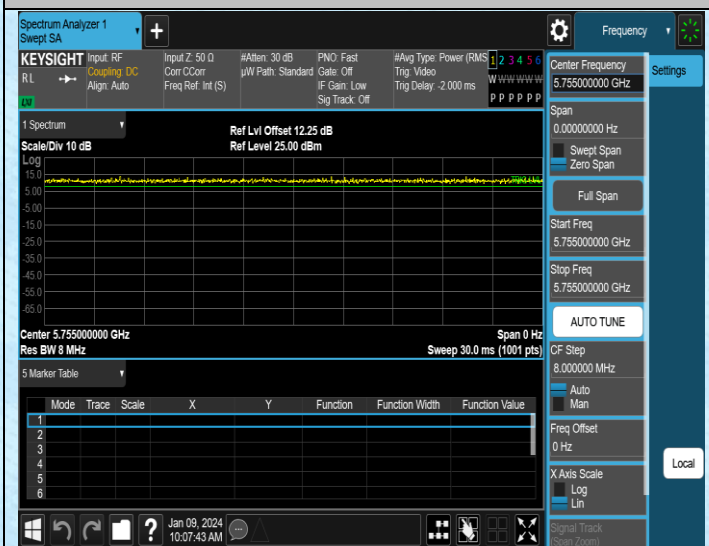 Spectrum Analyzer 1
Swept SA
Frequency
KEYSIGHT
RL
LXI
Input: RF
Coupling: DC
Align: Auto
Input Z: 50 Ω
Corr CCorr
Freq Ref: Int (S)
#Atten: 30 dB
µW Path: Standard
PNO: Fast
Gate: Off
IF Gain: Low
Sig Track: Off
#Avg Type: Power (RMS
Trig: Video
Trig Delay: -2.000 ms
1 2 3 4 5 6
W W W W W W
P P P P P P
1 Spectrum
Scale/Div 10 dB
Ref Lvl Offset 12.25 dB
Ref Level 25.00 dBm
Log
15.0
5.00
-5.00
-15.0
-25.0
-35.0
-45.0
-55.0
-65.0
Center 5.755000000 GHz
Span 0 Hz
Res BW 8 MHz
Sweep 30.0 ms (1001 pts)
5 Marker Table
Mode Trace Scale X Y Function Function Width Function Value
1
2
3
4
5
6
Jan 09, 2024
10:07:43 AM
Center Frequency
5.755000000 GHz
Settings
Span
0.00000000 Hz
Swept Span
Zero Span
Full Span
Start Freq
5.755000000 GHz
Stop Freq
5.755000000 GHz
AUTO TUNE
CF Step
8.000000 MHz
Auto
Man
Freq Offset
0 Hz
Local
X Axis Scale
Log
Lin
Signal Track
(Span Zoom)